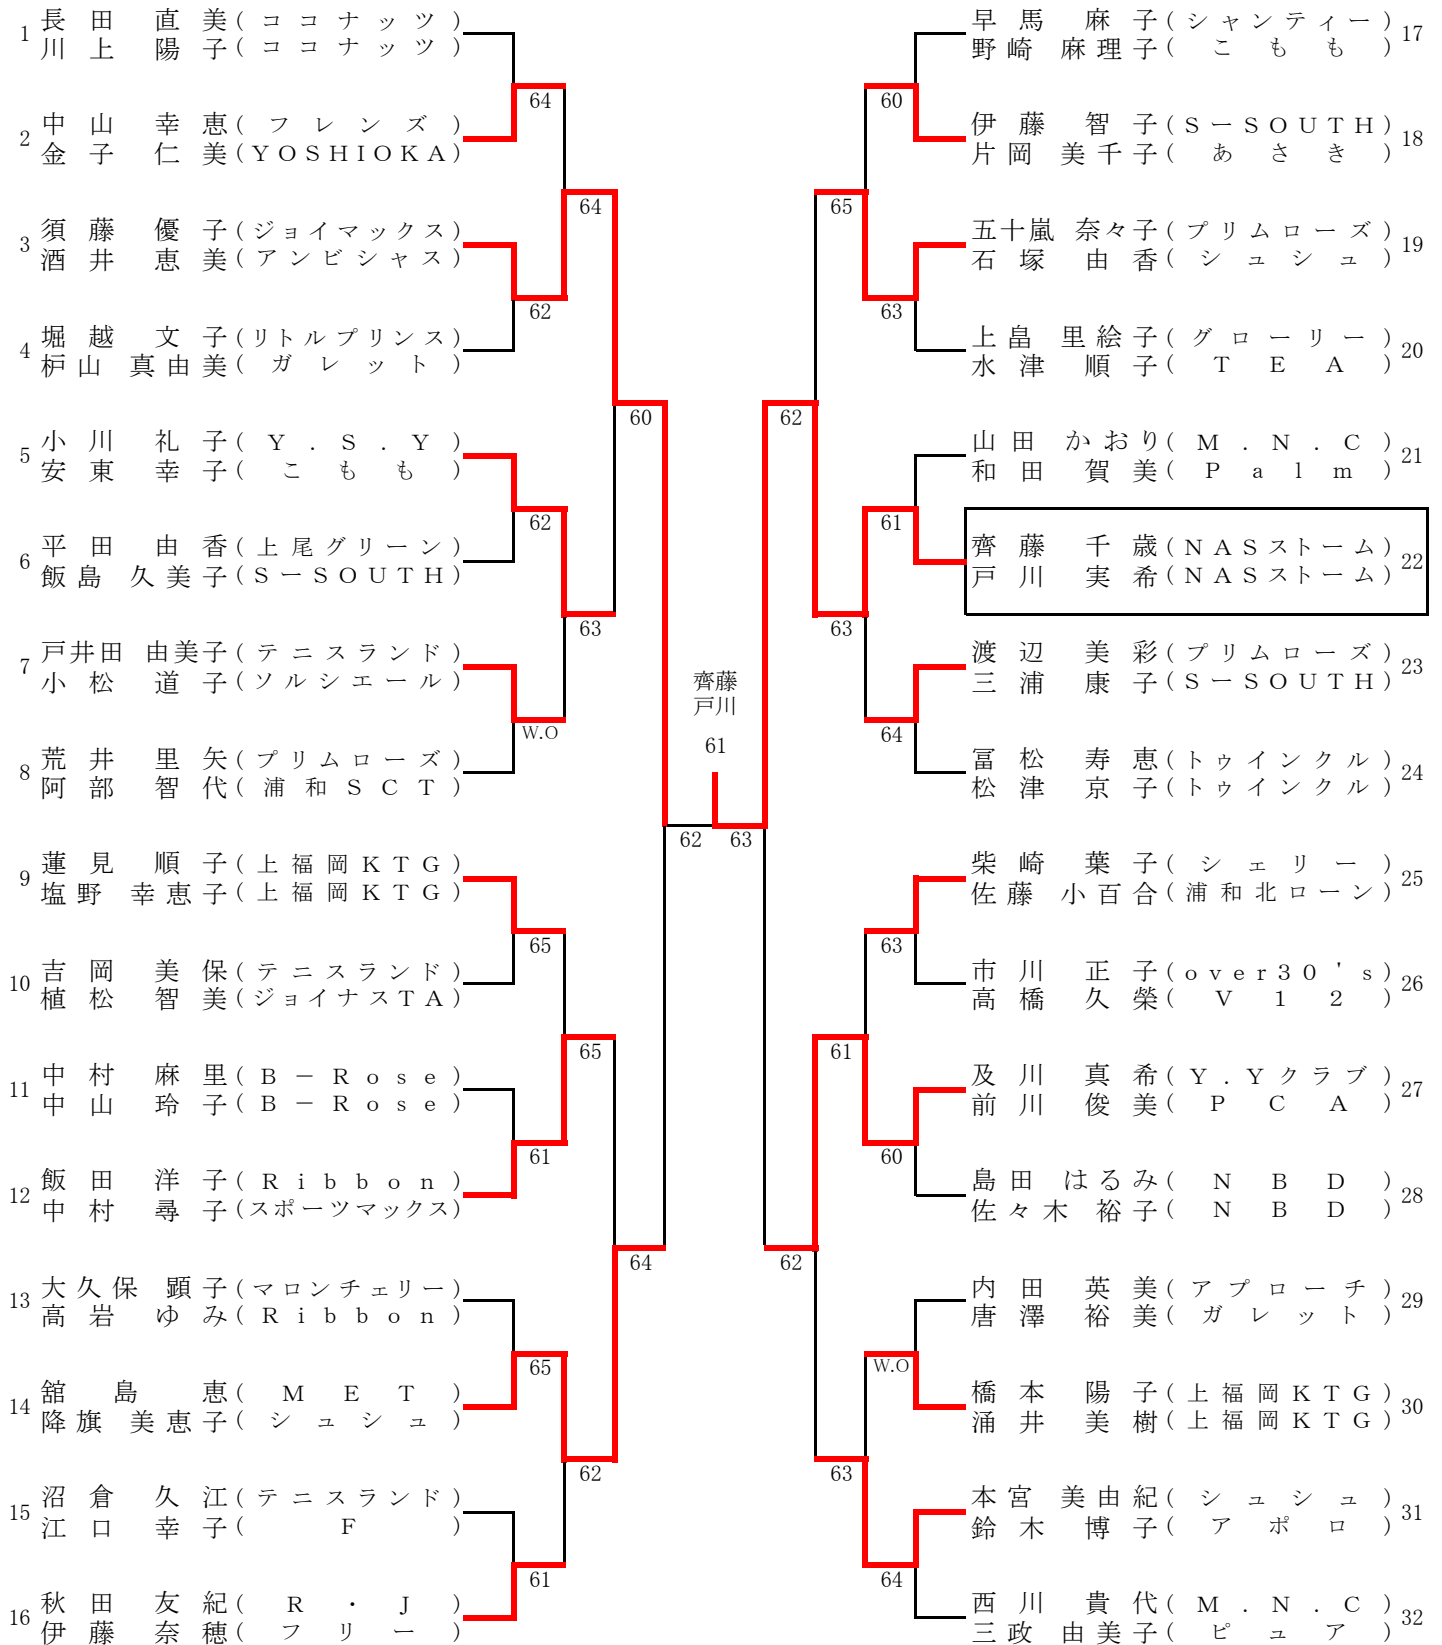 1 長田 直美(ココナッツ)
川上 陽子(ココナッツ)
64
2 中山 幸恵(フレンズ)
金子 仁美(YOSHIOKA)
64
3 須藤 優子(ジョイマックス)
酒井 恵美(アンビシャス)
62
4 堀越 文子(リトルプリンス)
枦山 真由美(ガレット)
60
5 小川 礼子(Y.S.Y)
安東 幸子(こもも)
62
6 平田 由香(上尾グリーン)
飯島 久美子(S－SOUTH)
63
7 戸井田 由美子(テニスランド)
小松 道子(ソルシエール)
W.O
8 荒井 里矢(プリムローズ)
阿部 智代(浦和SCT)
62
9 蓮見 順子(上福岡KTG)
塩野 幸恵子(上福岡KTG)
65
10 吉岡 美保(テニスランド)
植松 智美(ジョイナスTA)
65
11 中村 麻里(B－Rose)
中山 玲子(B－Rose)
61
12 飯田 洋子(Ribbon)
中村 尋子(スポーツマックス)
64
13 大久保 顕子(マロンチェリー)
高岩 ゆみ(Ribbon)
65
14 舘島 恵(MET)
降旗 美恵子(シュシュ)
62
15 沼倉 久江(テニスランド)
江口 幸子(F)
61
16 秋田 友紀(R・J)
伊藤 奈穂(フリー)
齊藤
戸川
61
早馬 麻子(シャンティー) 17
野崎 麻理子(こもも)
60
伊藤 智子(S－SOUTH) 18
片岡 美千子(あさき)
65
五十嵐 奈々子(プリムローズ) 19
石塚 由香(シュシュ)
63
上畠 里絵子(グローリー) 20
水津 順子(TEA)
62
山田 かおり(M.N.C) 21
和田 賀美(Palm)
61
齊藤 千歳(NASストーム) 22
戸川 実希(NASストーム)
63
渡辺 美彩(プリムローズ) 23
三浦 康子(S－SOUTH)
64
冨松 寿恵(トゥインクル) 24
松津 京子(トゥインクル)
63
柴崎 葉子(シェリー) 25
佐藤 小百合(浦和北ローン)
63
市川 正子(over30's) 26
高橋 久榮(V12)
61
及川 真希(Y.Yクラブ) 27
前川 俊美(PCA)
60
島田 はるみ(NBD) 28
佐々木 裕子(NBD)
62
内田 英美(アプローチ) 29
唐澤 裕美(ガレット)
W.O
橋本 陽子(上福岡KTG) 30
涌井 美樹(上福岡KTG)
63
本宮 美由紀(シュシュ) 31
鈴木 博子(アポロ)
64
西川 貴代(M.N.C) 32
三政 由美子(ピュア)